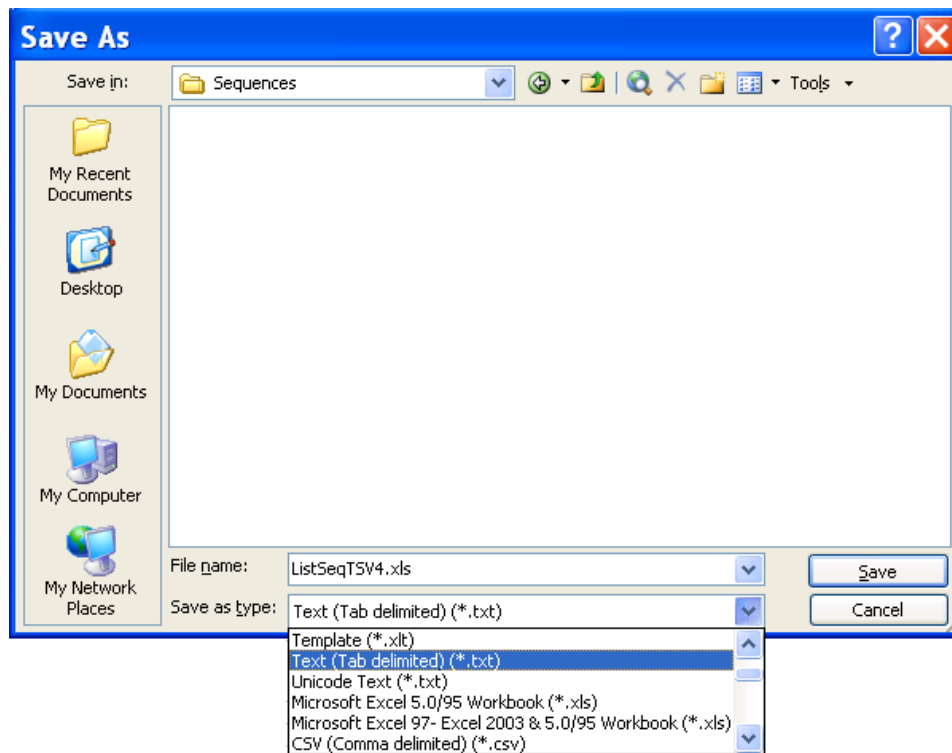 Save As
Save in:
Sequences
Tools
My Recent
Documents
Desktop
My Documents
My Computer
My Network
Places
File name:
ListSeqTSV4.xls
Save
Save as type:
Text (Tab delimited) (*.txt)
Cancel
Template (*.xlt)
Text (Tab delimited) (*.txt)
Unicode Text (*.txt)
Microsoft Excel 5.0/95 Workbook (*.xls)
Microsoft Excel 97- Excel 2003 & 5.0/95 Workbook (*.xls)
CSV (Comma delimited) (*.csv)